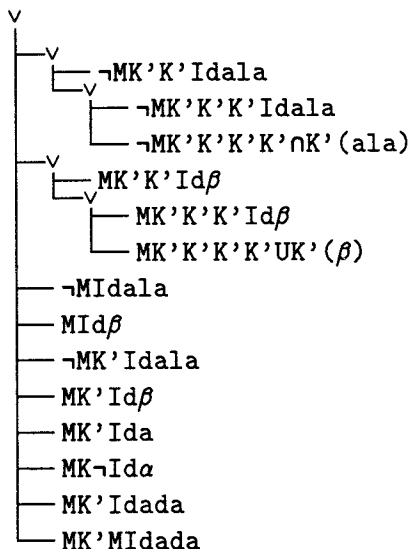 ∨
∨
¬MK'K'Idala
∨
¬MK'K'K'Idala
¬MK'K'K'K'∩K'(ala)
∨
MK'K'Idβ
∨
MK'K'K'Idβ
MK'K'K'K'UK'(β)
¬MIdala
MIdβ
¬MK'Idala
MK'Idβ
MK'Ida
MK¬Idα
MK'Idada
MK'MIdada